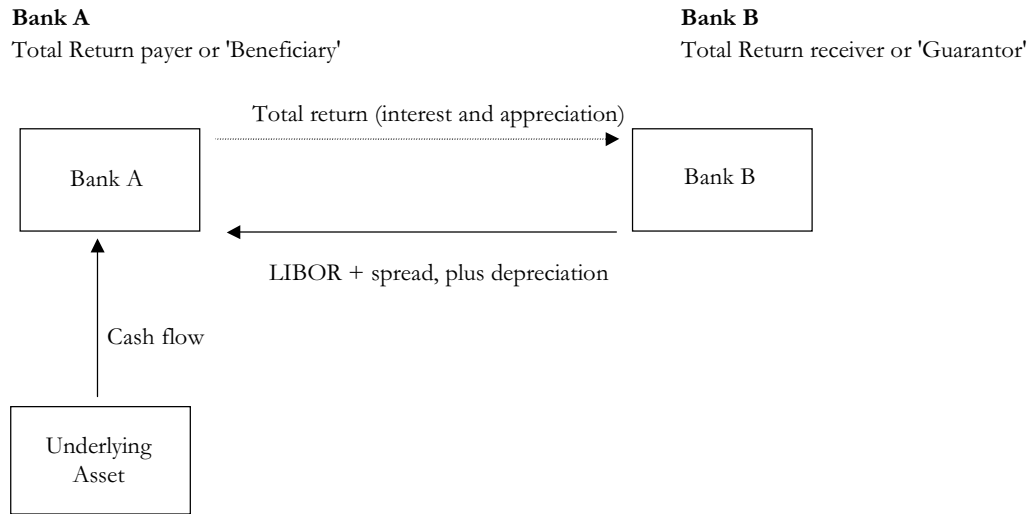 Bank A
Total Return payer or 'Beneficiary'
Bank B
Total Return receiver or 'Guarantor'
Total return (interest and appreciation)
Bank A
Bank B
LIBOR + spread, plus depreciation
Cash flow
Underlying
Asset